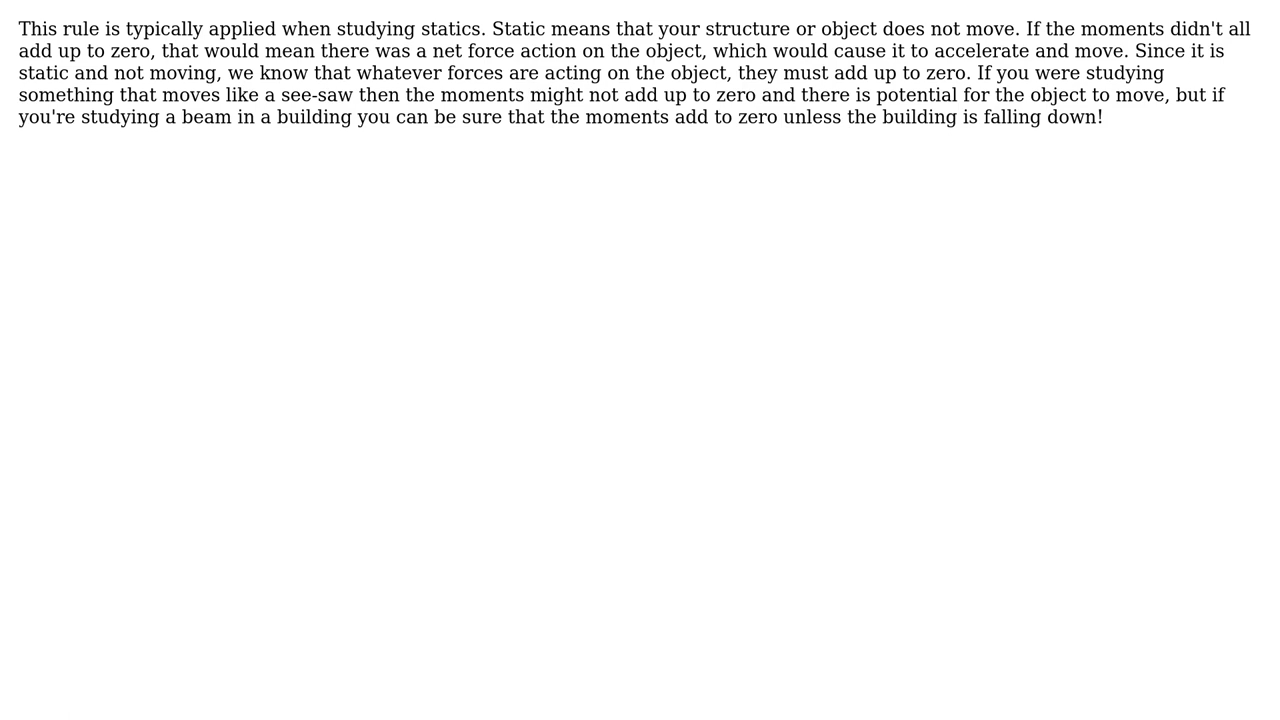 This rule is typically applied when studying statics. Static means that your structure or object does not move. If the moments didn't all
add up to zero, that would mean there was a net force action on the object, which would cause it to accelerate and move. Since it is
static and not moving, we know that whatever forces are acting on the object, they must add up to zero. If you were studying
something that moves like a see-saw then the moments might not add up to zero and there is potential for the object to move, but if
you're studying a beam in a building you can be sure that the moments add to zero unless the building is falling down!